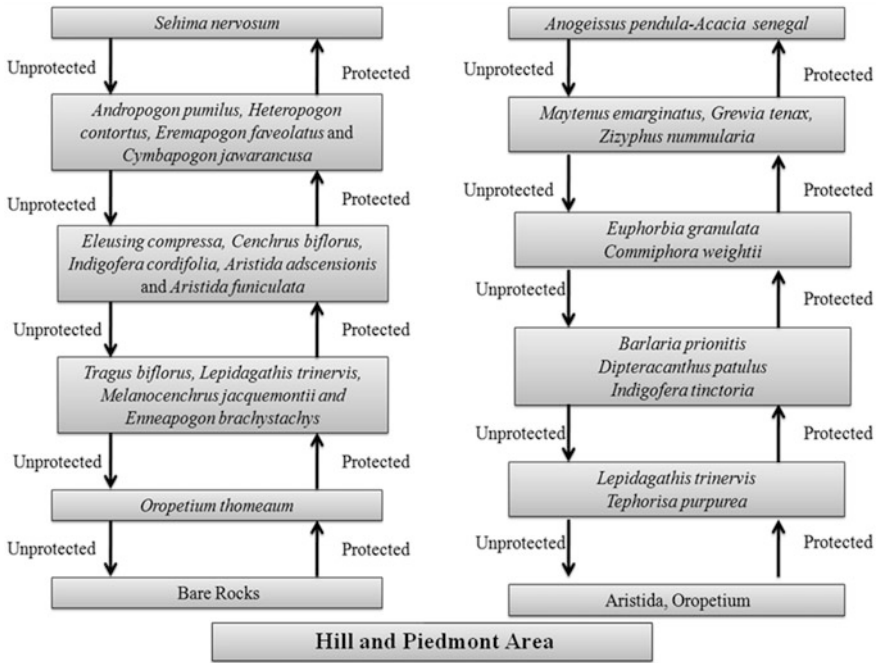 Sehima nervosum
Unprotected
Protected
Andropogon pumilus, Heteropogon
contortus, Eremapogon faveolatus and
Cymbapogon jawarancusa
Unprotected
Protected
Eleusing compressa, Cenchrus biflorus,
Indigofera cordifolia, Aristida adscensionis
and Aristida funiculata
Unprotected
Protected
Tragus biflorus, Lepidagathis trinervis,
Melanocenchrus jacquemontii and
Enneapogon brachystachys
Unprotected
Protected
Oropetium thomeaum
Unprotected
Protected
Bare Rocks
Anogeissus pendula-Acacia senegal
Unprotected
Protected
Maytenus emarginatus, Grewia tenax,
Zizyphus nummularia
Unprotected
Protected
Euphorbia granulata
Commiphora weightii
Unprotected
Protected
Barlaria prionitis
Dipteracanthus patulus
Indigofera tinctoria
Unprotected
Protected
Lepidagathis trinervis
Tephorisa purpurea
Unprotected
Protected
Aristida, Oropetium
Hill and Piedmont Area